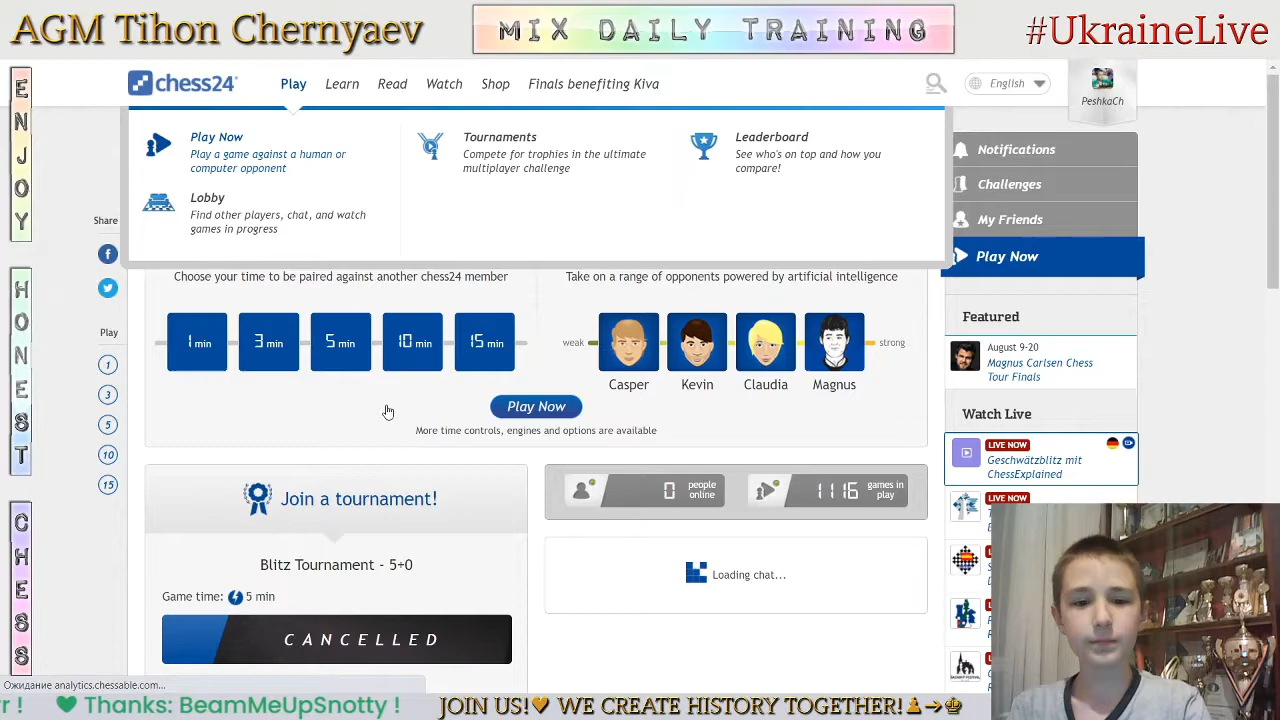 AGM Tihon Chernyaev
MIX DAILY TRAINING
#UkraineLive
ENJOY
HONEST
CHESS
chess24
Play
Learn
Read
Watch
Shop
Finals benefiting Kiva
English
PeshkaCh
Play Now
Play a game against a human or
computer opponent
Lobby
Find other players, chat, and watch
games in progress
Tournaments
Compete for trophies in the ultimate
multiplayer challenge
Leaderboard
See who's on top and how you
compare!
Notifications
Challenges
My Friends
Play Now
Share
Play
1
3
5
10
15
Choose your time to be paired against another chess24 member
1 min
3 min
5 min
10 min
15 min
Take on a range of opponents powered by artificial intelligence
weak
strong
Casper
Kevin
Claudia
Magnus
Play Now
More time controls, engines and options are available
Featured
August 9-20
Magnus Carlsen Chess
Tour Finals
Watch Live
LIVE NOW
Geschwätzblitz mit
ChessExplained
LIVE NOW
Join a tournament!
Blitz Tournament - 5+0
Game time: 5 min
CANCELLED
0 people
online
1116 games in
play
Loading chat...
Ожидание analytics.chessable.com...
r ! Thanks: BeamMeUpSnotty !
JOIN US! WE CREATE HISTORY TOGETHER!